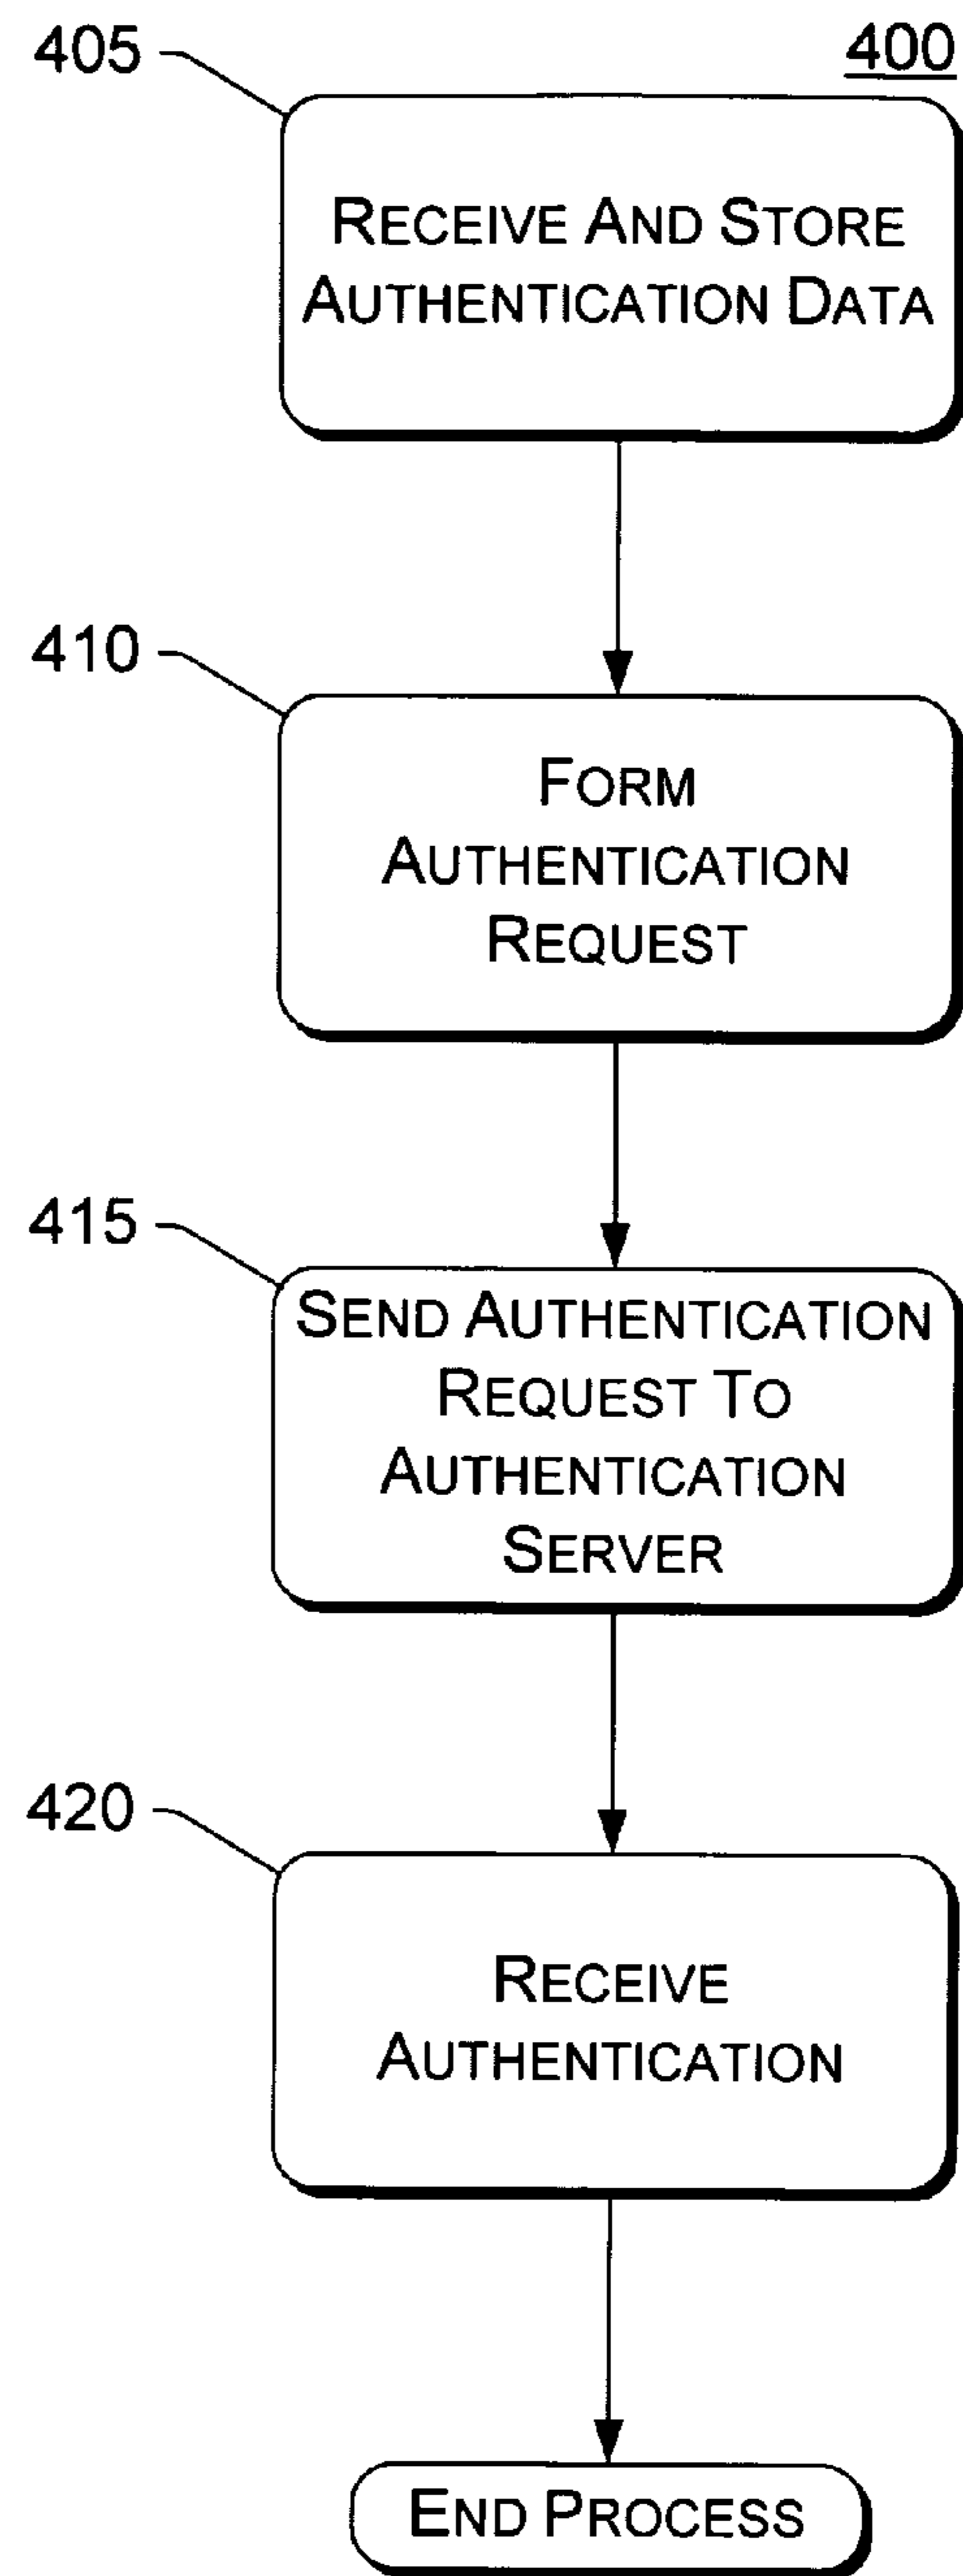 405
400
RECEIVE AND STORE
AUTHENTICATION DATA
410
FORM
AUTHENTICATION
REQUEST
415
SEND AUTHENTICATION
REQUEST TO
AUTHENTICATION
SERVER
420
RECEIVE
AUTHENTICATION
END PROCESS